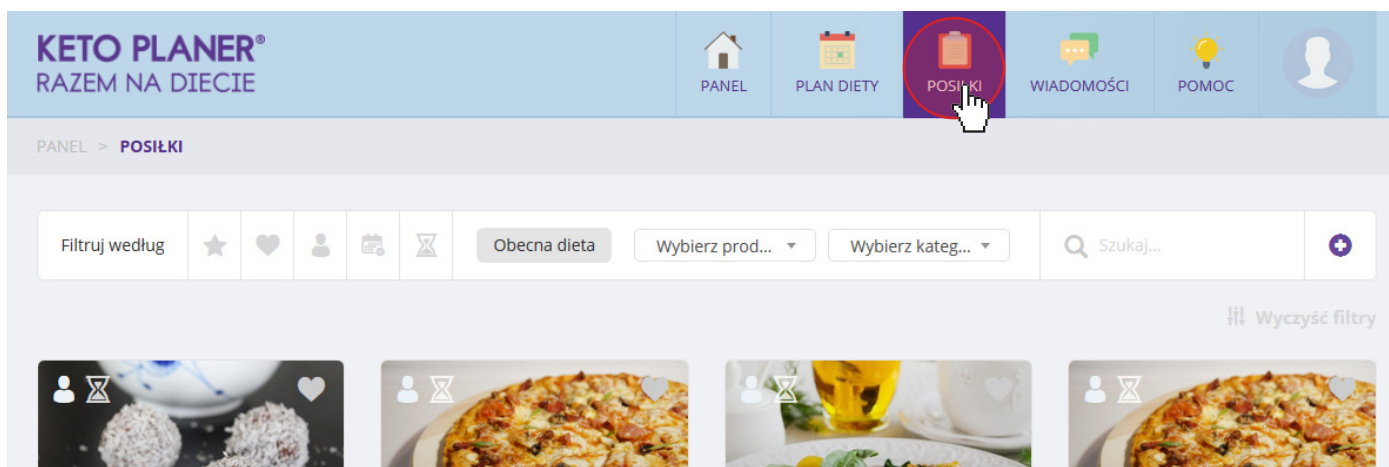 KETO PLANER®
RAZEM NA DIECIE
PANEL
PLAN DIETY
POSIŁKI
WIADOMOŚCI
POMOC
PANEL > POSIŁKI
Filtruj według
Obecna dieta
Wybierz prod...
Wybierz kateg...
Szukaj...
Wyczyść filtry